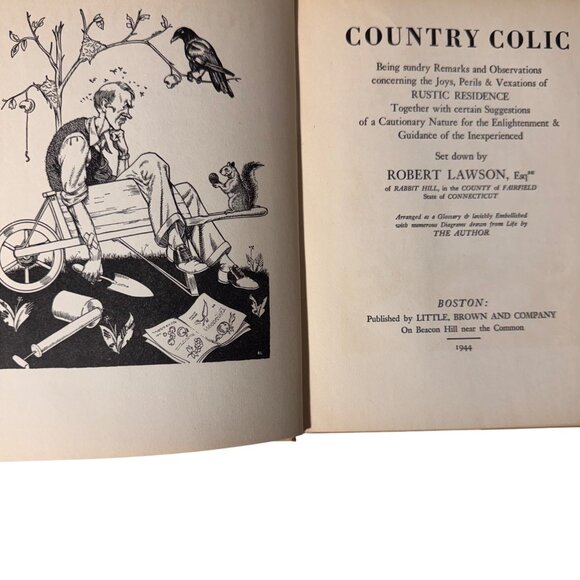 COUNTRY COLIC
Being sundry Remarks and Observations
concerning the Joys, Perils & Vexations of
RUSTIC RESIDENCE
Together with certain Suggestions
of a Cautionary Nature for the Enlightenment &
Guidance of the Inexperienced
Set down by
ROBERT LAWSON, Esqre
of RABBIT HILL, in the COUNTY of FAIRFIELD
State of CONNECTICUT
Arranged as a Glossary & lavishly Embellished
with numerous Diagrams drawn from Life by
THE AUTHOR
BOSTON:
Published by LITTLE, BROWN AND COMPANY
On Beacon Hill near the Common
1944